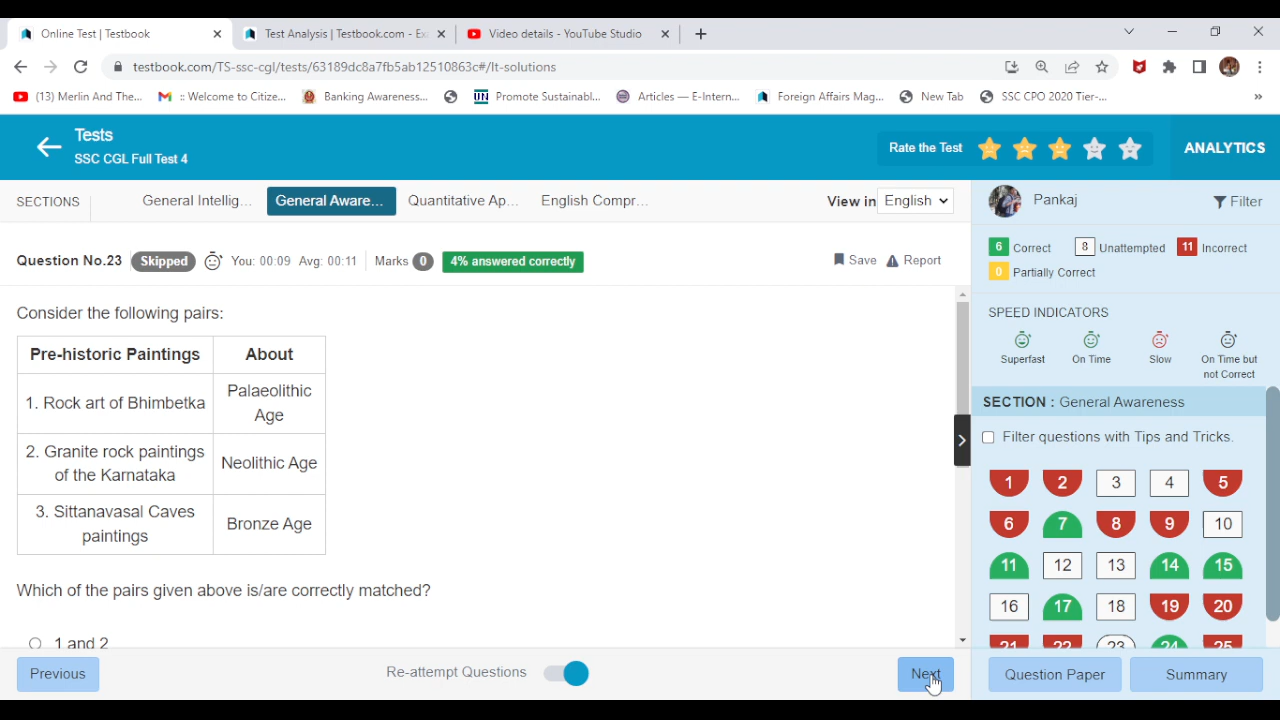 Online Test | Testbook
Test Analysis | Testbook.com - Ex
Video details - YouTube Studio
testbook.com/TS-ssc-cgl/tests/63189dc8a7fb5ab12510863c#/lt-solutions
(13) Merlin And The...
:: Welcome to Citize...
Banking Awareness...
UN Promote Sustainabl...
Articles — E-Intern...
Foreign Affairs Mag...
New Tab
SSC CPO 2020 Tier-...
»
Tests
SSC CGL Full Test 4
Rate the Test
ANALYTICS
SECTIONS
General Intellig...
General Aware...
Quantitative Ap...
English Compr...
View in English
Pankaj
Filter
Question No.23 Skipped You: 00:09 Avg: 00:11 Marks 0 4% answered correctly
Save Report
6 Correct 8 Unattempted 11 Incorrect
0 Partially Correct
Consider the following pairs:
Pre-historic Paintings About
1. Rock art of Bhimbetka Palaeolithic Age
2. Granite rock paintings of the Karnataka Neolithic Age
3. Sittanavasal Caves paintings Bronze Age
Which of the pairs given above is/are correctly matched?
1 and 2
SPEED INDICATORS
Superfast On Time Slow On Time but not Correct
SECTION : General Awareness
Filter questions with Tips and Tricks.
1 2 3 4 5
6 7 8 9 10
11 12 13 14 15
16 17 18 19 20
21 22 23 24 25
Previous
Re-attempt Questions
Next
Question Paper
Summary